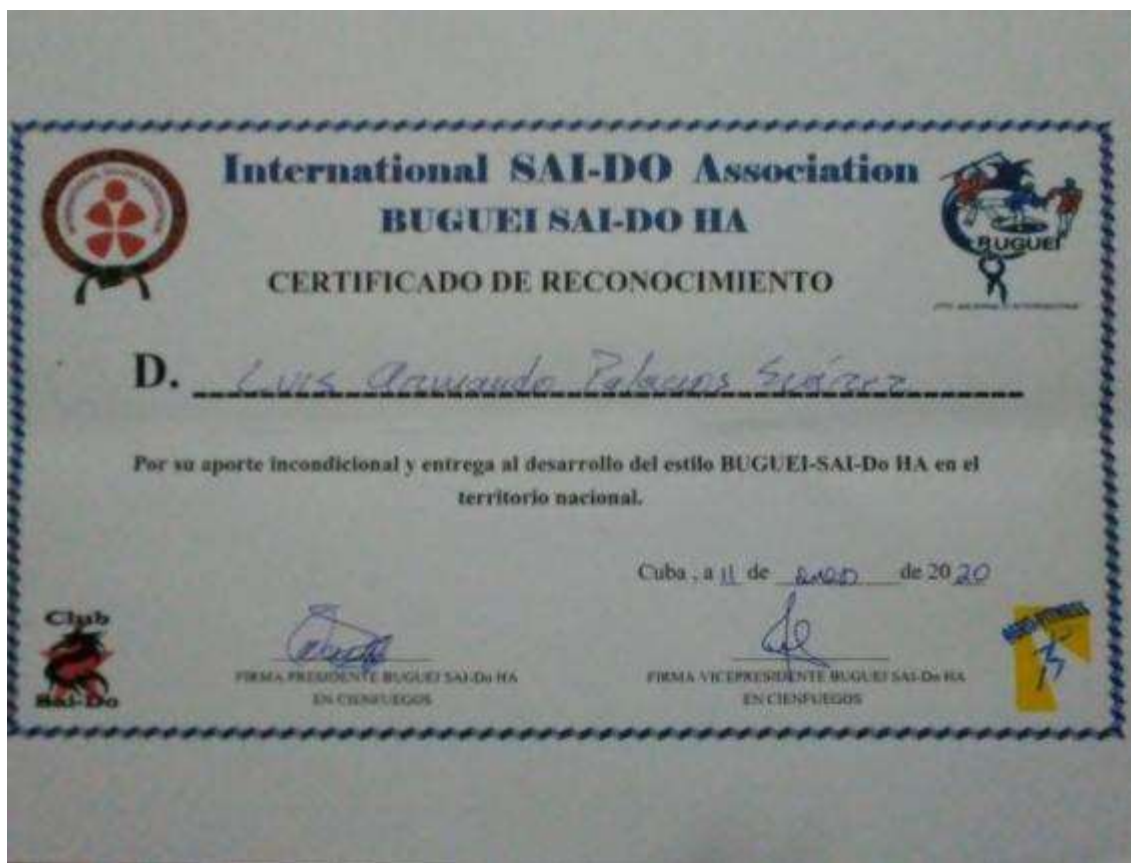 International SAI-DO Association
BUGUEI SAI-DO HA
BUGUEI
CERTIFICADO DE RECONOCIMIENTO
D. Luis Armando Palacios Suárez
Por su aporte incondicional y entrega al desarrollo del estilo BUGUEI-SAI-Do HA en el
territorio nacional.
Cuba , a 11 de enero de 2020
Club
Sai-Do
FIRMA PRESIDENTE BUGUEI SAI-Do HA
EN CIENFUEGOS
FIRMA VICEPRESIDENTE BUGUEI SAI-Do HA
EN CIENFUEGOS